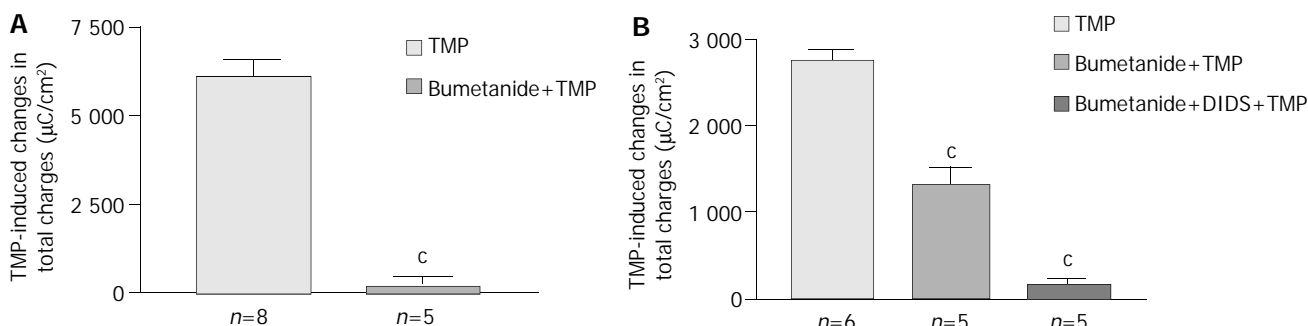 A
TMP-induced changes in
total charges (µC/cm²)
7 500
5 000
2 500
0
TMP
Bumetanide+TMP
c
n=8
n=5
B
TMP-induced changes in
total charges (µC/cm²)
3 000
2 000
1 000
0
TMP
Bumetanide+TMP
Bumetanide+DIDS+TMP
c
c
n=6
n=5
n=5